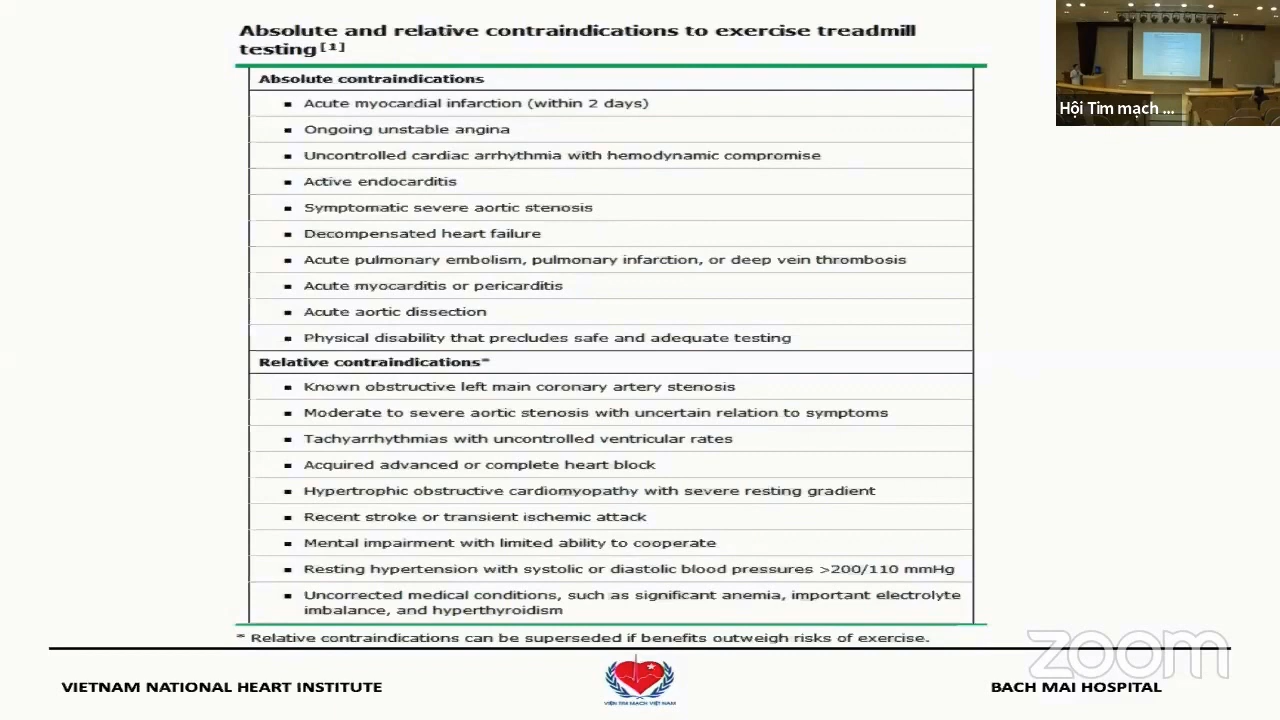 Absolute and relative contraindications to exercise treadmill
testing[1]
Absolute contraindications
▪ Acute myocardial infarction (within 2 days)
▪ Ongoing unstable angina
▪ Uncontrolled cardiac arrhythmia with hemodynamic compromise
▪ Active endocarditis
▪ Symptomatic severe aortic stenosis
▪ Decompensated heart failure
▪ Acute pulmonary embolism, pulmonary infarction, or deep vein thrombosis
▪ Acute myocarditis or pericarditis
▪ Acute aortic dissection
▪ Physical disability that precludes safe and adequate testing
Relative contraindications*
▪ Known obstructive left main coronary artery stenosis
▪ Moderate to severe aortic stenosis with uncertain relation to symptoms
▪ Tachyarrhythmias with uncontrolled ventricular rates
▪ Acquired advanced or complete heart block
▪ Hypertrophic obstructive cardiomyopathy with severe resting gradient
▪ Recent stroke or transient ischemic attack
▪ Mental impairment with limited ability to cooperate
▪ Resting hypertension with systolic or diastolic blood pressures >200/110 mmHg
▪ Uncorrected medical conditions, such as significant anemia, important electrolyte
imbalance, and hyperthyroidism
* Relative contraindications can be superseded if benefits outweigh risks of exercise.
Hội Tim mạch ...
zoom
VIETNAM NATIONAL HEART INSTITUTE
VIỆN TIM MẠCH VIỆT NAM
BACH MAI HOSPITAL